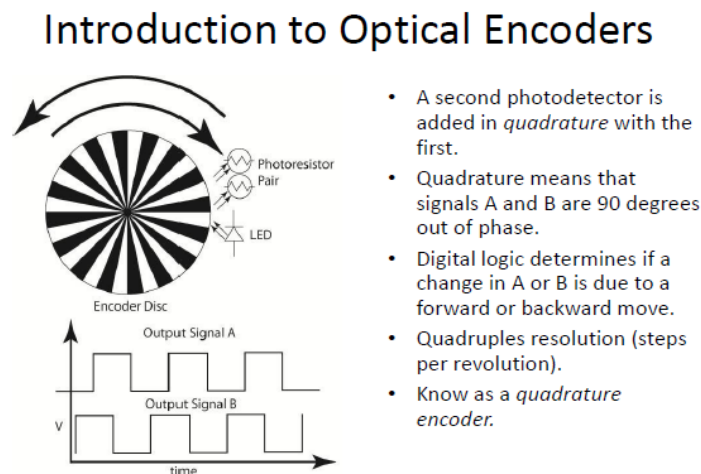 Introduction to Optical Encoders
Photoresistor
Pair
LED
Encoder Disc
Output Signal A
Output Signal B
V
time
• A second photodetector is
added in quadrature with the
first.
• Quadrature means that
signals A and B are 90 degrees
out of phase.
• Digital logic determines if a
change in A or B is due to a
forward or backward move.
• Quadruples resolution (steps
per revolution).
• Know as a quadrature
encoder.